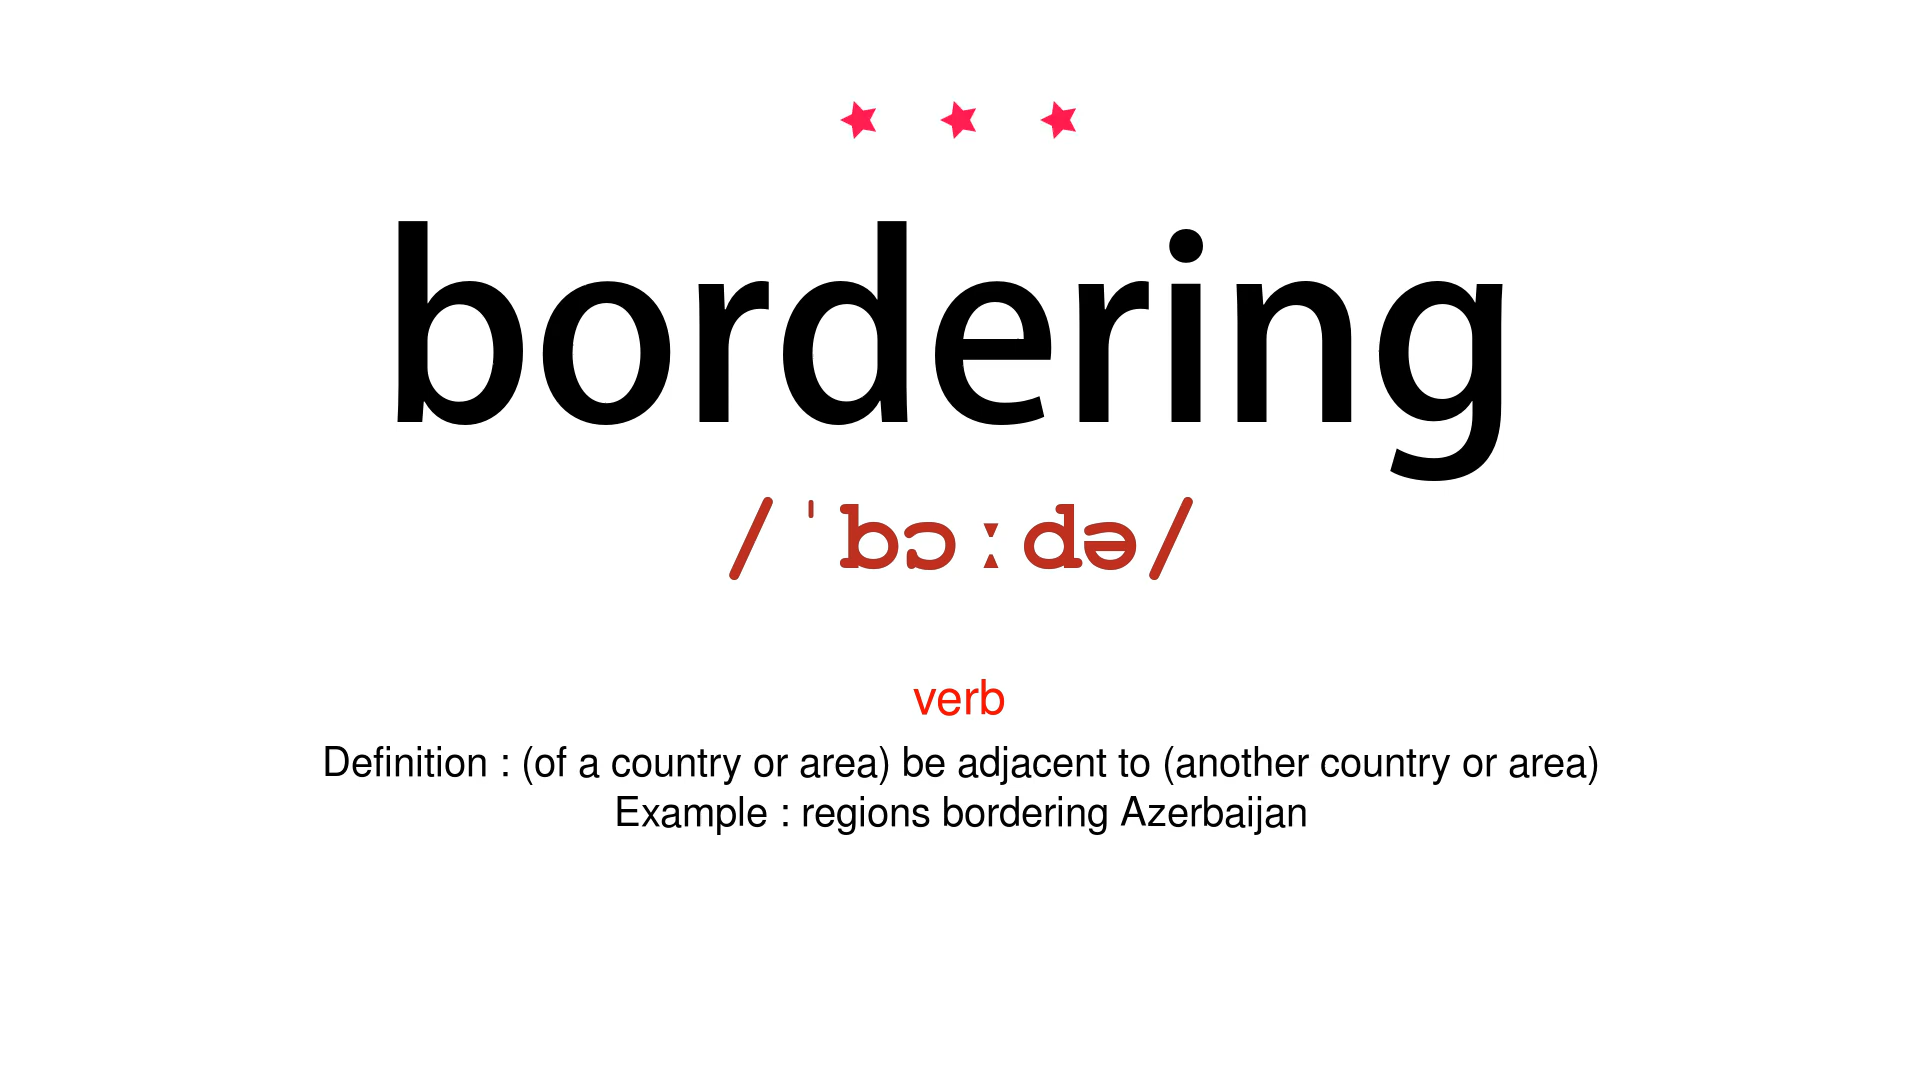 bordering
/ˈbɔːdə/
verb
Definition : (of a country or area) be adjacent to (another country or area)
Example : regions bordering Azerbaijan